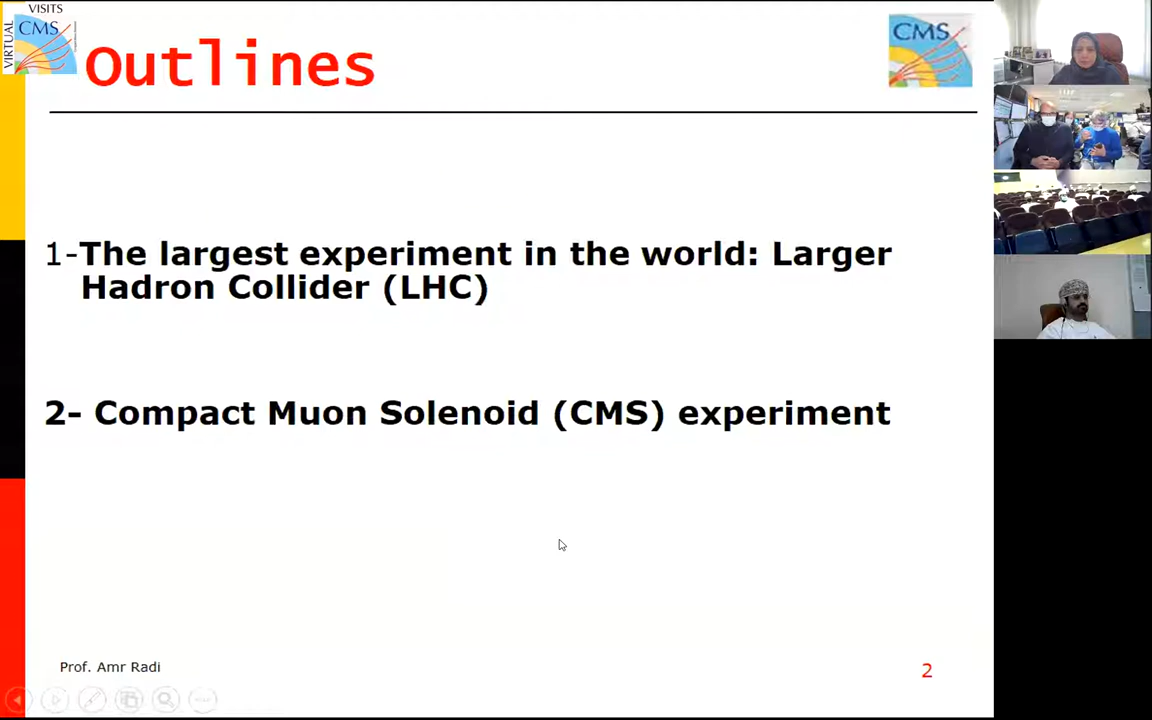 VISITS
VIRTUAL
CMS
Outlines
CMS
1-The largest experiment in the world: Larger
Hadron Collider (LHC)
2- Compact Muon Solenoid (CMS) experiment
Prof. Amr Radi
2